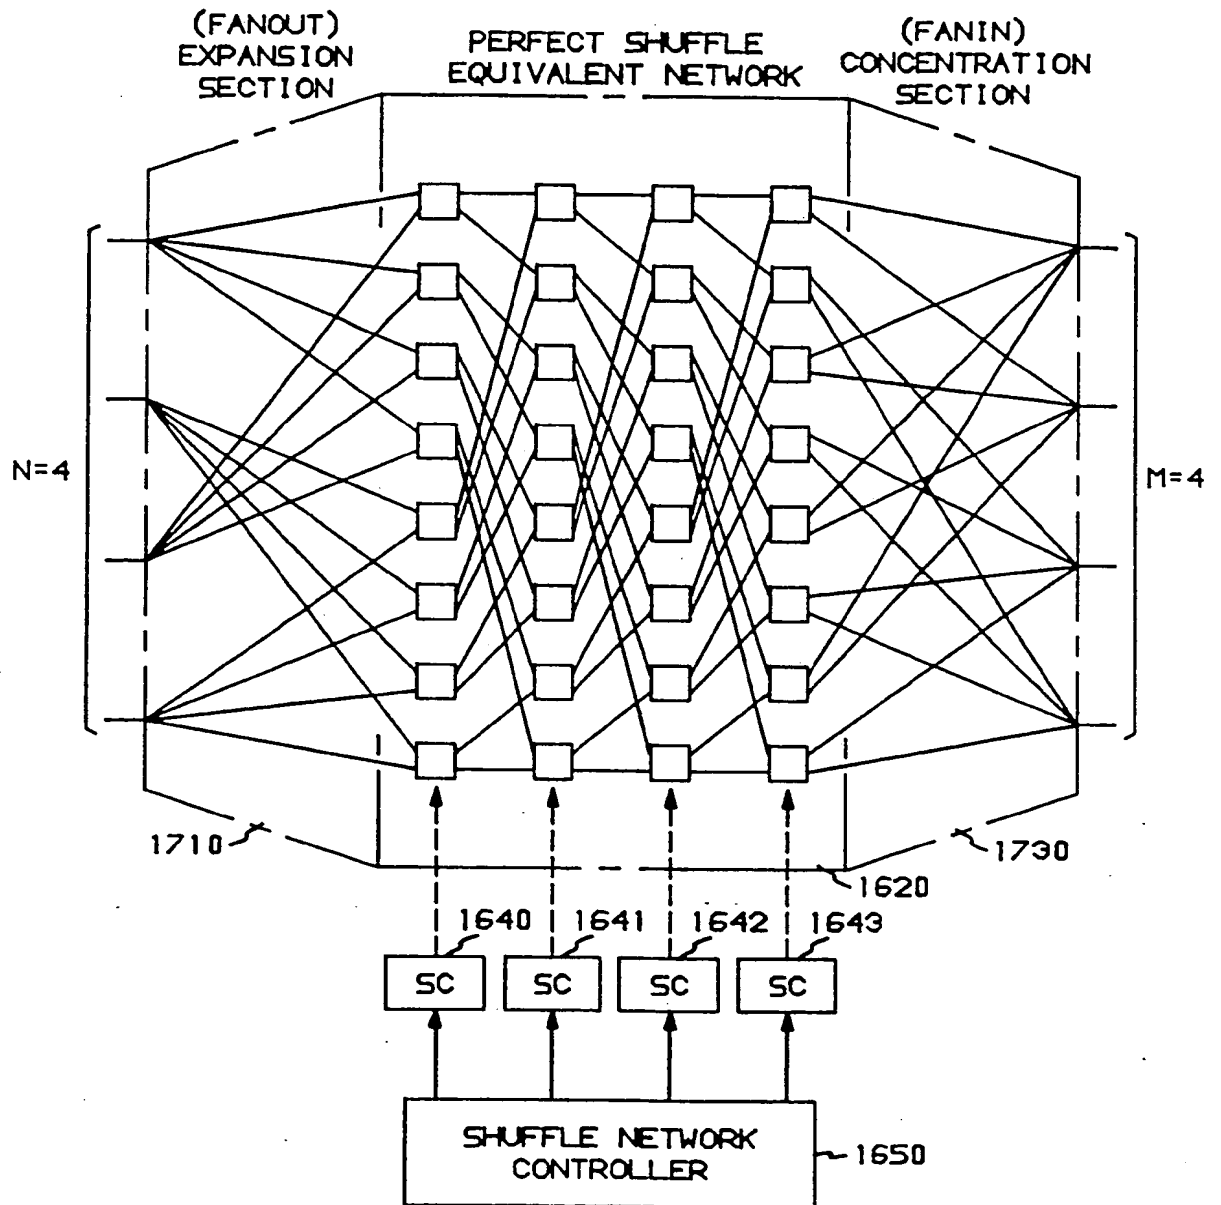 (FANOUT)
EXPANSION
SECTION
PERFECT SHUFFLE
EQUIVALENT NETWORK
(FANIN)
CONCENTRATION
SECTION
N=4
M=4
1710
1730
1620
1640
1641
1642
1643
SC
SC
SC
SC
SHUFFLE NETWORK
CONTROLLER
1650